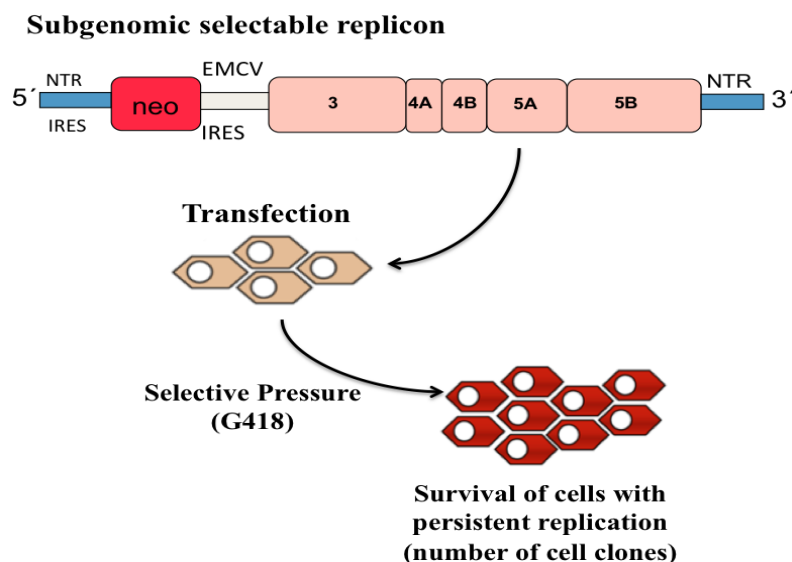 Subgenomic selectable replicon
5´ NTR neo EMCV 3 4A 4B 5A 5B NTR 3´
IRES IRES
Transfection
Selective Pressure
(G418)
Survival of cells with
persistent replication
(number of cell clones)